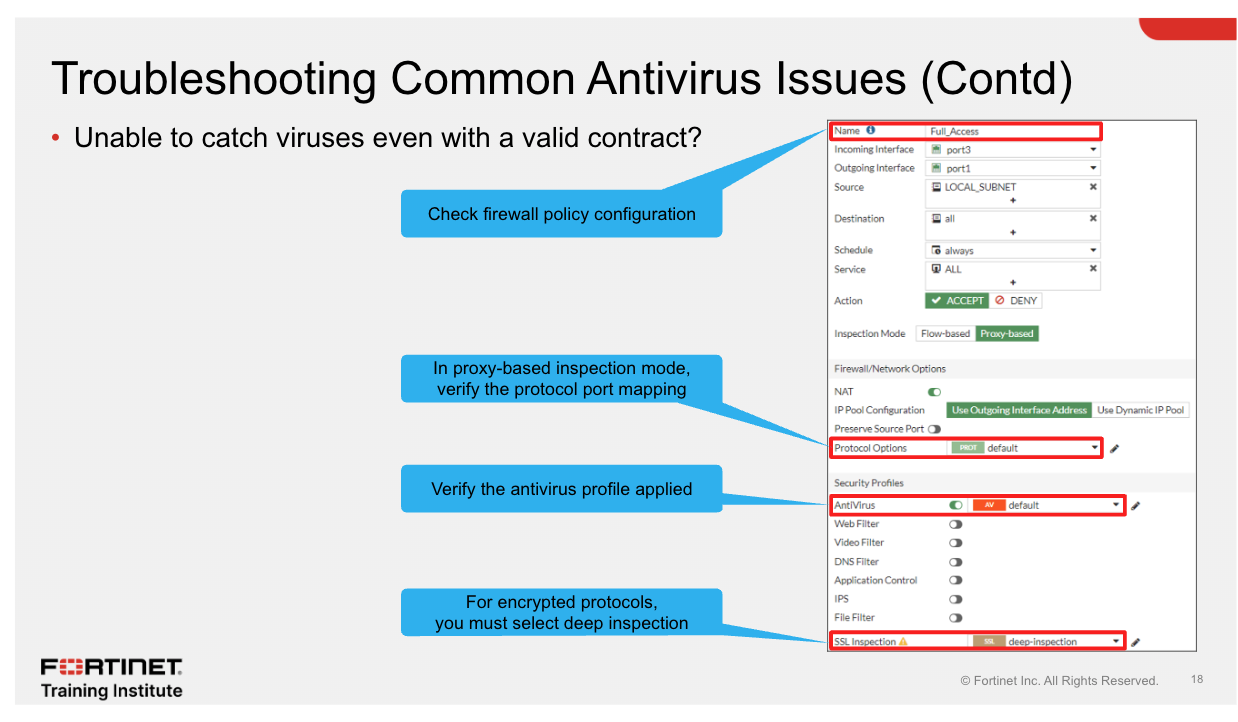 Troubleshooting Common Antivirus Issues (Contd)
• Unable to catch viruses even with a valid contract?
Check firewall policy configuration
In proxy-based inspection mode,
verify the protocol port mapping
Verify the antivirus profile applied
For encrypted protocols,
you must select deep inspection
Name Full_Access
Incoming Interface port3
Outgoing Interface port1
Source LOCAL_SUBNET
+
Destination all
+
Schedule always
Service ALL
+
Action ACCEPT DENY
Inspection Mode Flow-based Proxy-based
Firewall/Network Options
NAT
IP Pool Configuration Use Outgoing Interface Address Use Dynamic IP Pool
Preserve Source Port
Protocol Options PROT default
Security Profiles
AntiVirus AV default
Web Filter
Video Filter
DNS Filter
Application Control
IPS
File Filter
SSL Inspection SSL deep-inspection
FORTINET
Training Institute
© Fortinet Inc. All Rights Reserved. 18